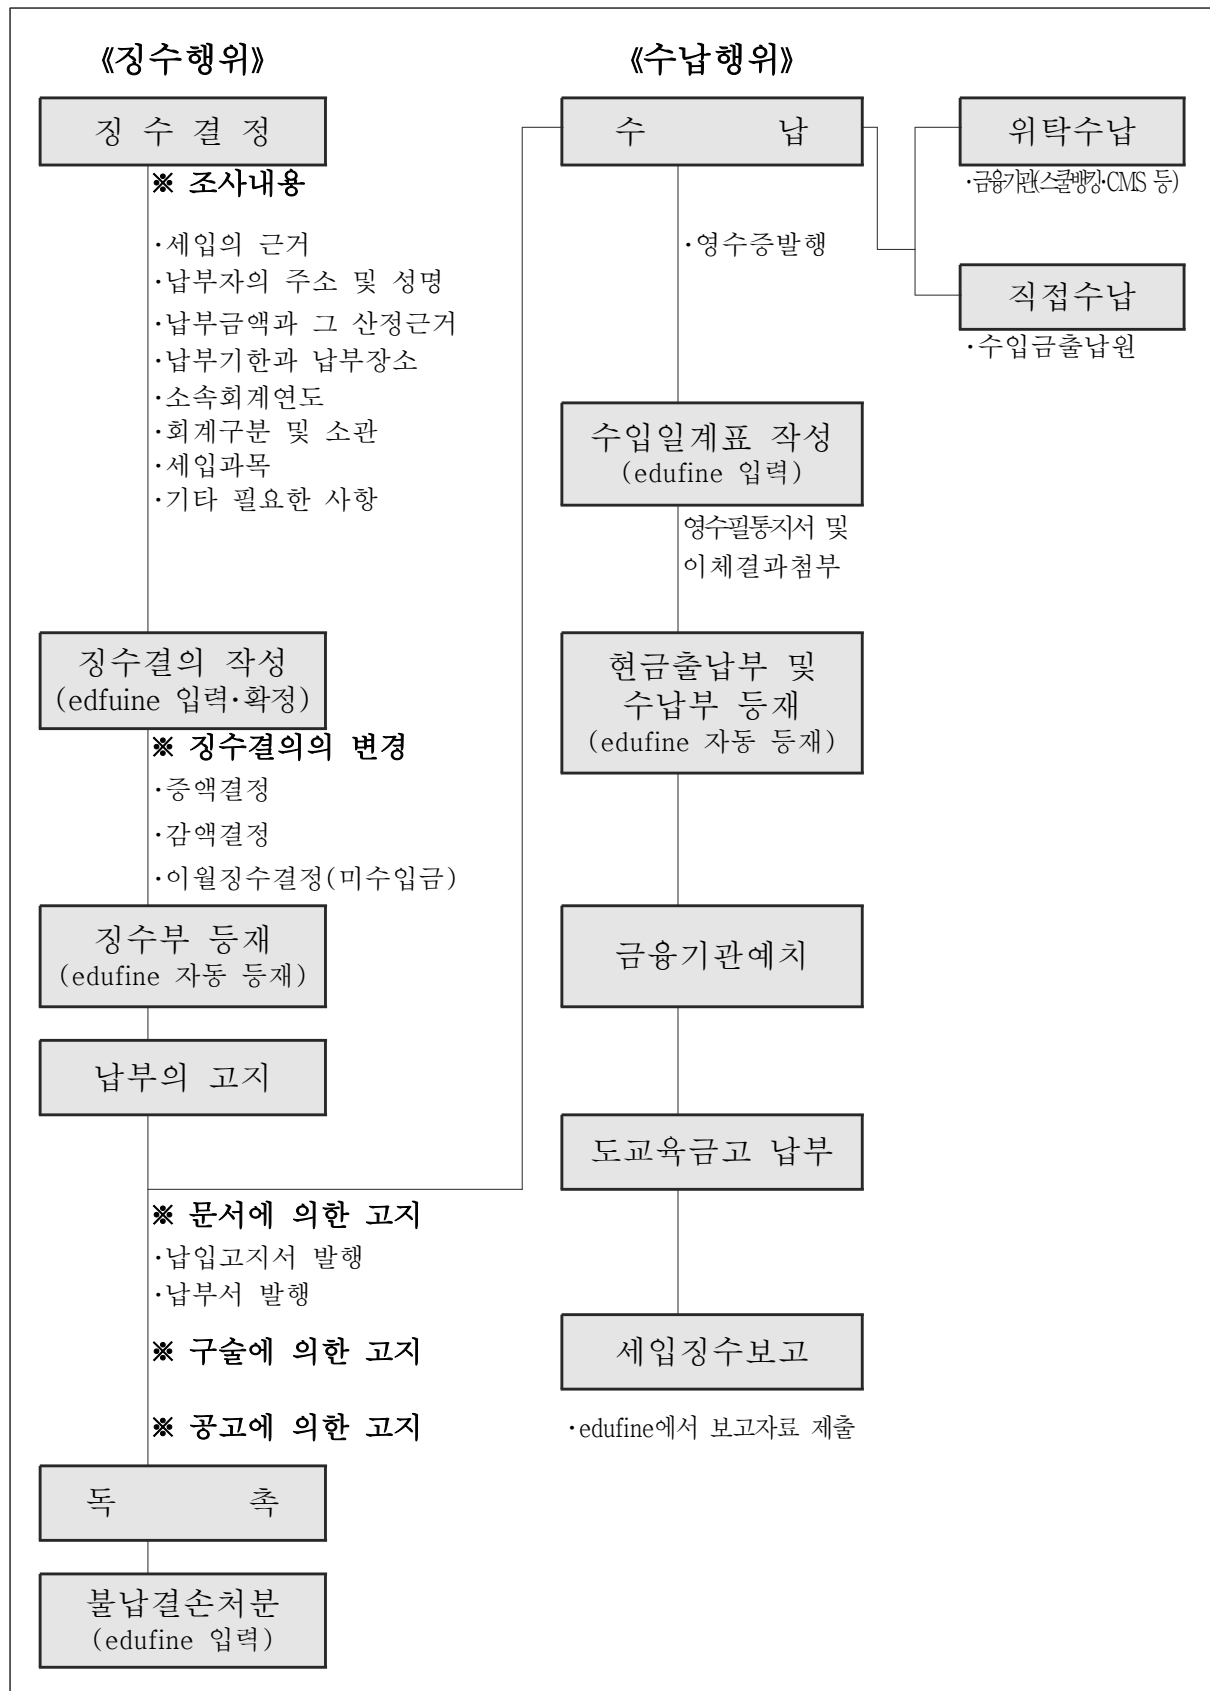 《징수행위》
징 수 결 정
※ 조사내용
·세입의 근거
·납부자의 주소 및 성명
·납부금액과 그 산정근거
·납부기한과 납부장소
·소속회계연도
·회계구분 및 소관
·세입과목
·기타 필요한 사항
징수결의 작성
(edfuine 입력·확정)
※ 징수결의의 변경
·증액결정
·감액결정
·이월징수결정(미수입금)
징수부 등재
(edufine 자동 등재)
납부의 고지
※ 문서에 의한 고지
·납입고지서 발행
·납부서 발행
※ 구술에 의한 고지
※ 공고에 의한 고지
독 촉
불납결손처분
(edufine 입력)
《수납행위》
수 납
·영수증발행
위탁수납
·금융기관(스쿨뱅킹·CMS 등)
직접수납
·수입금출납원
수입일계표 작성
(edufine 입력)
영수필통지서 및
이체결과첨부
현금출납부 및
수납부 등재
(edufine 자동 등재)
금융기관예치
도교육금고 납부
세입징수보고
·edufine에서 보고자료 제출